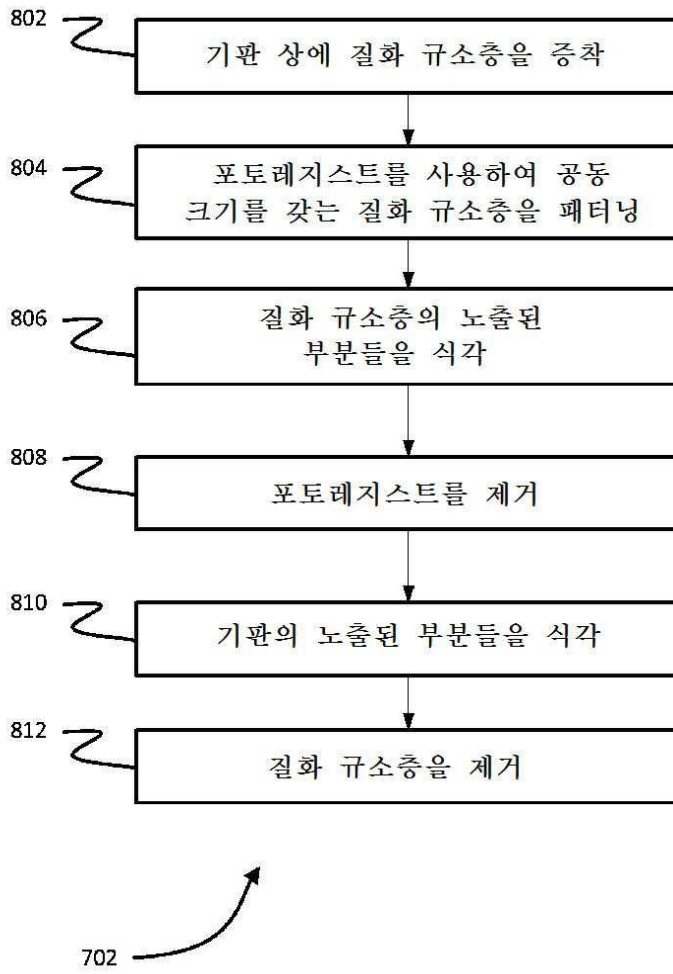 802
기판 상에 질화 규소층을 증착
804
포토레지스트를 사용하여 공동
크기를 갖는 질화 규소층을 패터닝
806
질화 규소층의 노출된
부분들을 식각
808
포토레지스트를 제거
810
기판의 노출된 부분들을 식각
812
질화 규소층을 제거
702